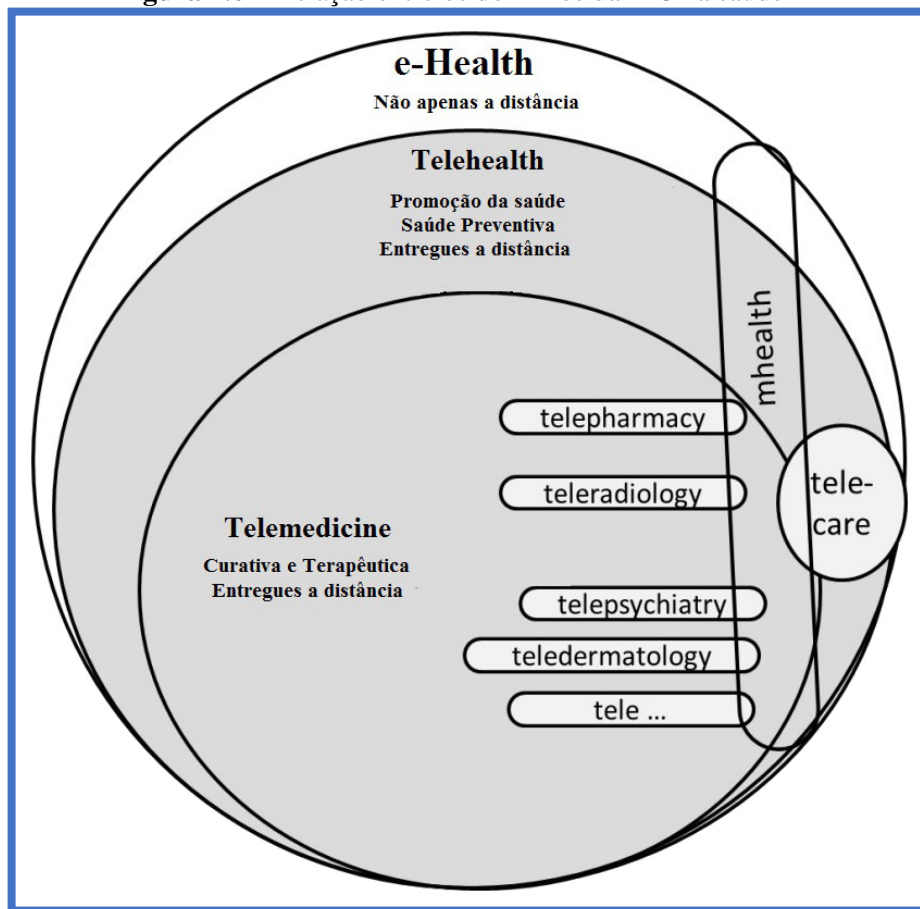 e-Health
Não apenas a distância
Telehealth
Promoção da saúde
Saúde Preventiva
Entregues a distância
mhealth
telepharmacy
teleradiology
tele-
care
Telemedicine
Curativa e Terapêutica
Entregues a distância
telepsychiatry
teledermatology
tele ...